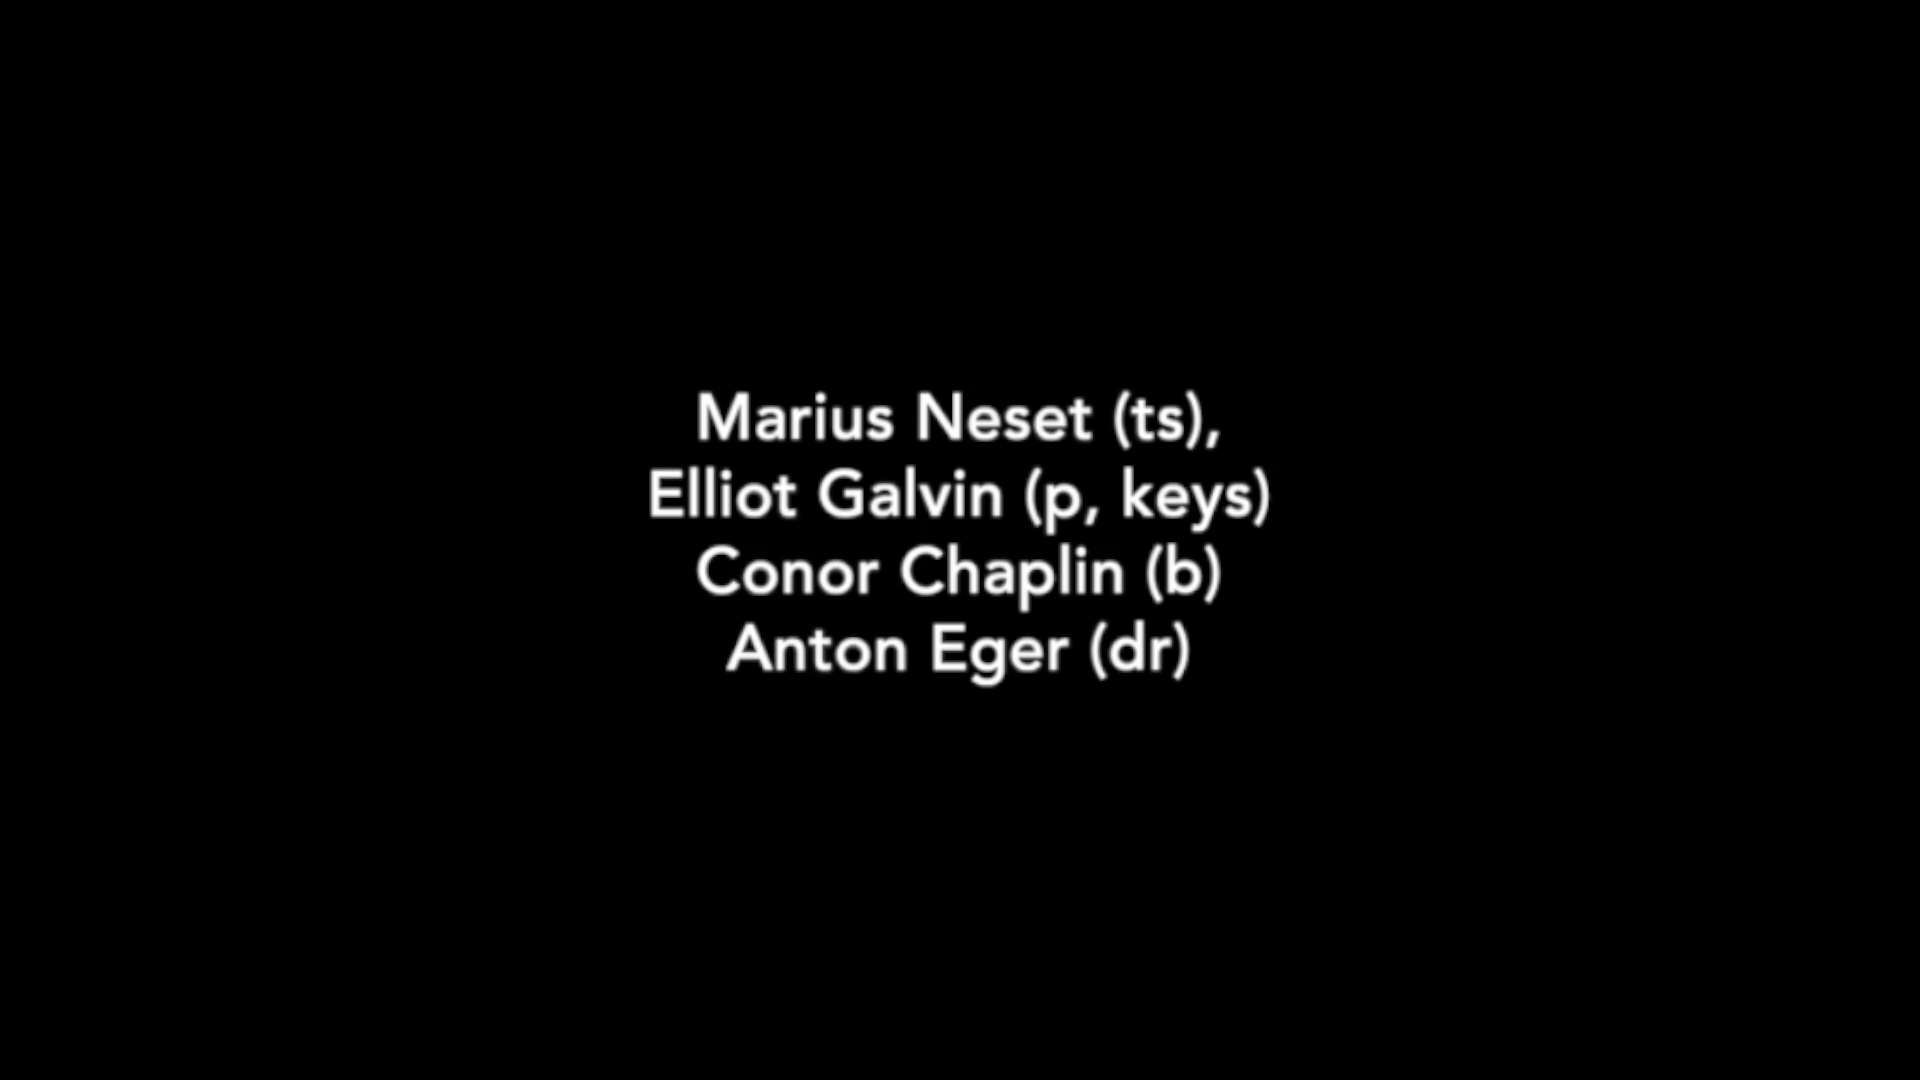 Marius Neset (ts),
Elliot Galvin (p, keys)
Conor Chaplin (b)
Anton Eger (dr)